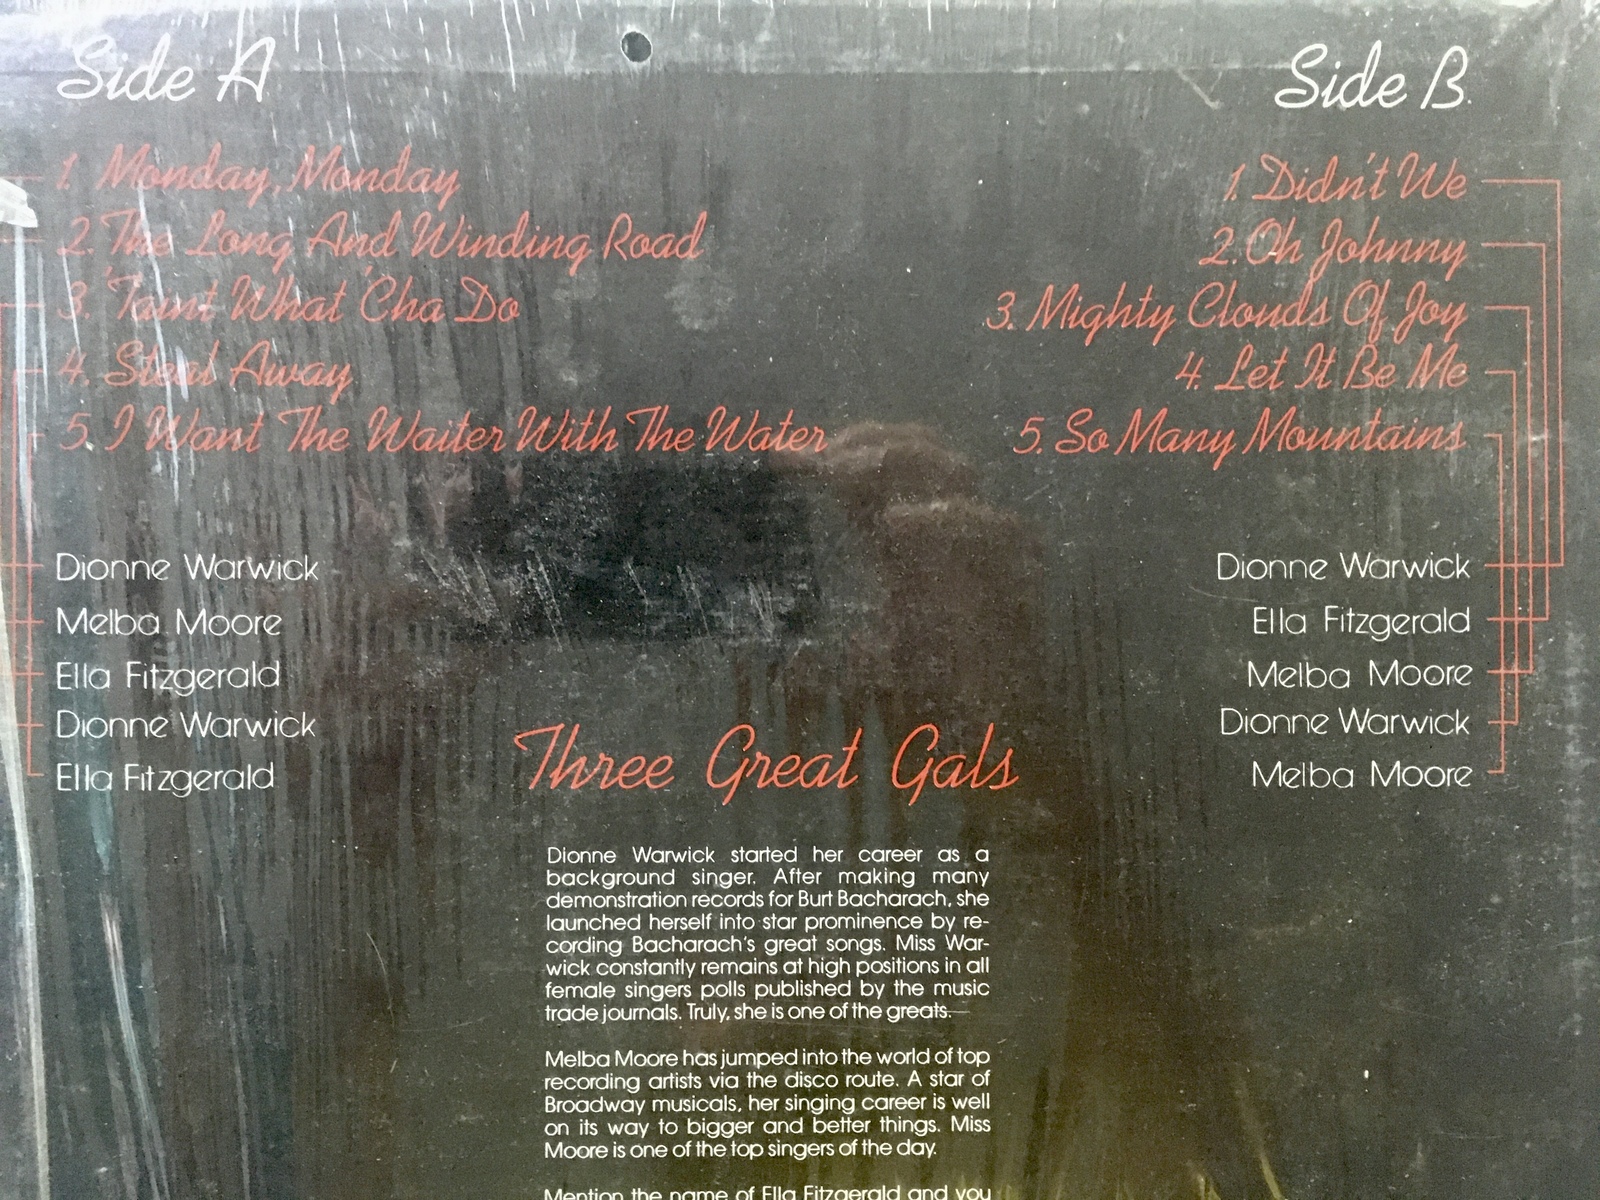 Side A
1. Monday, Monday
2. The Long And Winding Road
3. 'Taint What 'Cha Do
4. Steal Away
5. I Want The Waiter With The Water
Dionne Warwick
Melba Moore
Ella Fitzgerald
Dionne Warwick
Ella Fitzgerald
Side B
1. Didn't We
2. Oh Johnny
3. Mighty Clouds Of Joy
4. Let It Be Me
5. So Many Mountains
Dionne Warwick
Ella Fitzgerald
Melba Moore
Dionne Warwick
Melba Moore
Three Great Gals
Dionne Warwick started her career as a
background singer. After making many
demonstration records for Burt Bacharach, she
launched herself into star prominence by re-
cording Bacharach's great songs. Miss War-
wick constantly remains at high positions in all
female singers polls published by the music
trade journals. Truly, she is one of the greats.
Melba Moore has jumped into the world of top
recording artists via the disco route. A star of
Broadway musicals, her singing career is well
on its way to bigger and better things. Miss
Moore is one of the top singers of the day.
Mention the name of Ella Fitzgerald and you